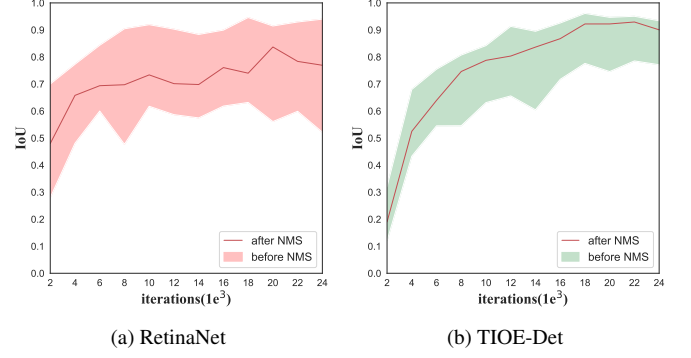 1.0
0.9
0.8
0.7
0.6
0.5
0.4
0.3
0.2
0.1
0.0
IoU
2 4 6 8 10 12 14 16 18 20 22 24
iterations(1e³)
after NMS
before NMS
(a) RetinaNet
1.0
0.9
0.8
0.7
0.6
0.5
0.4
0.3
0.2
0.1
0.0
IoU
2 4 6 8 10 12 14 16 18 20 22 24
iterations(1e³)
after NMS
before NMS
(b) TIOE-Det